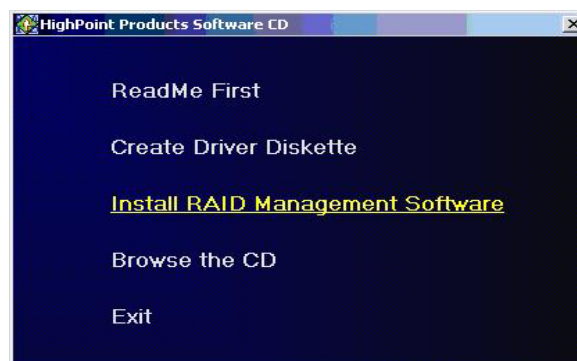 HighPoint Products Software CD
ReadMe First
Create Driver Diskette
Install RAID Management Software
Browse the CD
Exit